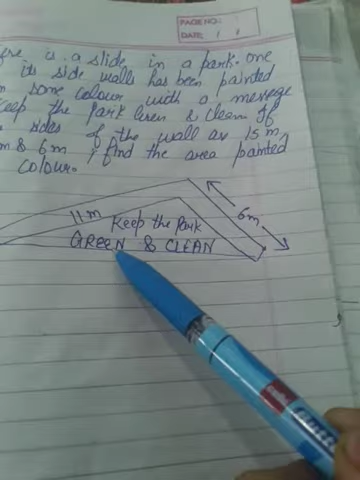 PAGE NO.:
DATE: / /
is a slide in a park. one
its side walls has been painted
some colour with a message
Keep the Park Green & Clean If
sides of the wall are 15 m,
m & 6 m, find the area painted
colour.
11 m
6m
Keep the Park
GREEN & CLEAN